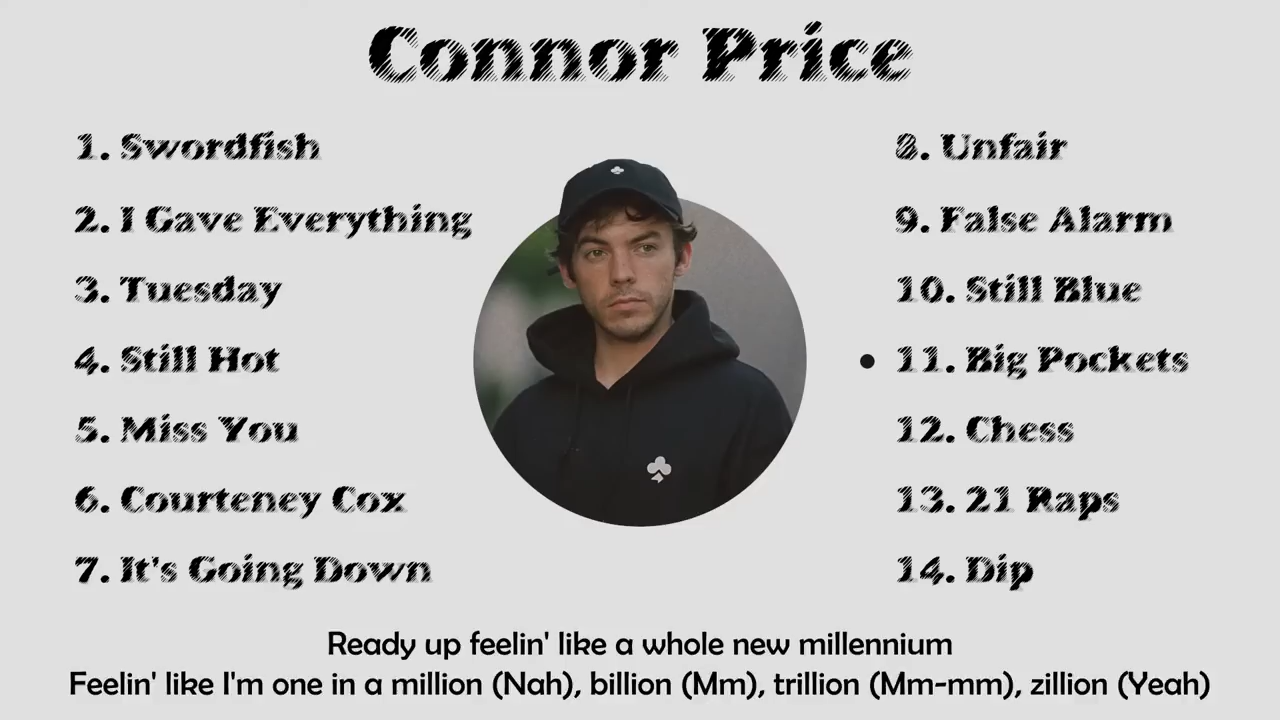 Connor Price
1. Swordfish
2. I Gave Everything
3. Tuesday
4. Still Hot
5. Miss You
6. Courteney Cox
7. It's Going Down
8. Unfair
9. False Alarm
10. Still Blue
• 11. Big Pockets
12. Chess
13. 21 Raps
14. Dip
Ready up feelin' like a whole new millennium
Feelin' like I'm one in a million (Nah), billion (Mm), trillion (Mm-mm), zillion (Yeah)